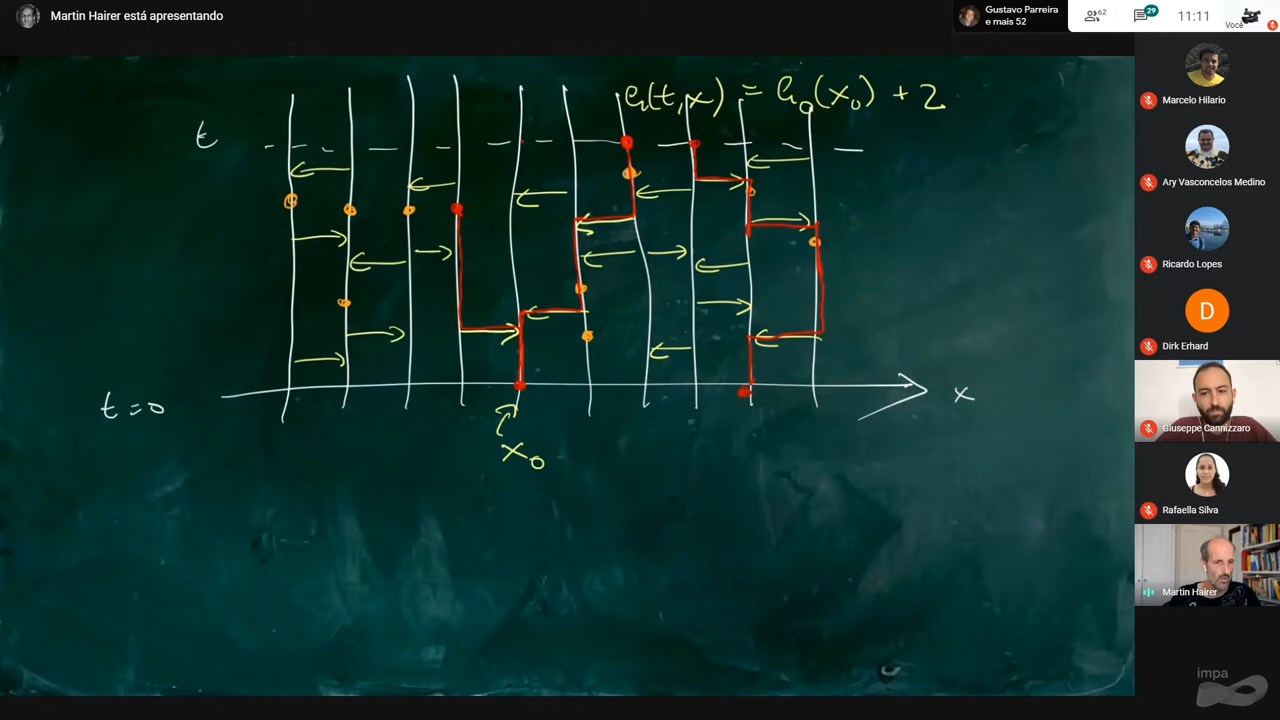 Martin Hairer está apresentando
Gustavo Parreira
e mais 52
62
29
11:11
Você
h(t,x) = h₀(x₀) + 2
t
t=0
x
x₀
Marcelo Hilario
Ary Vasconcelos Medino
Ricardo Lopes
D
Dirk Erhard
Giuseppe Cannizzaro
Rafaella Silva
Martin Hairer
impa